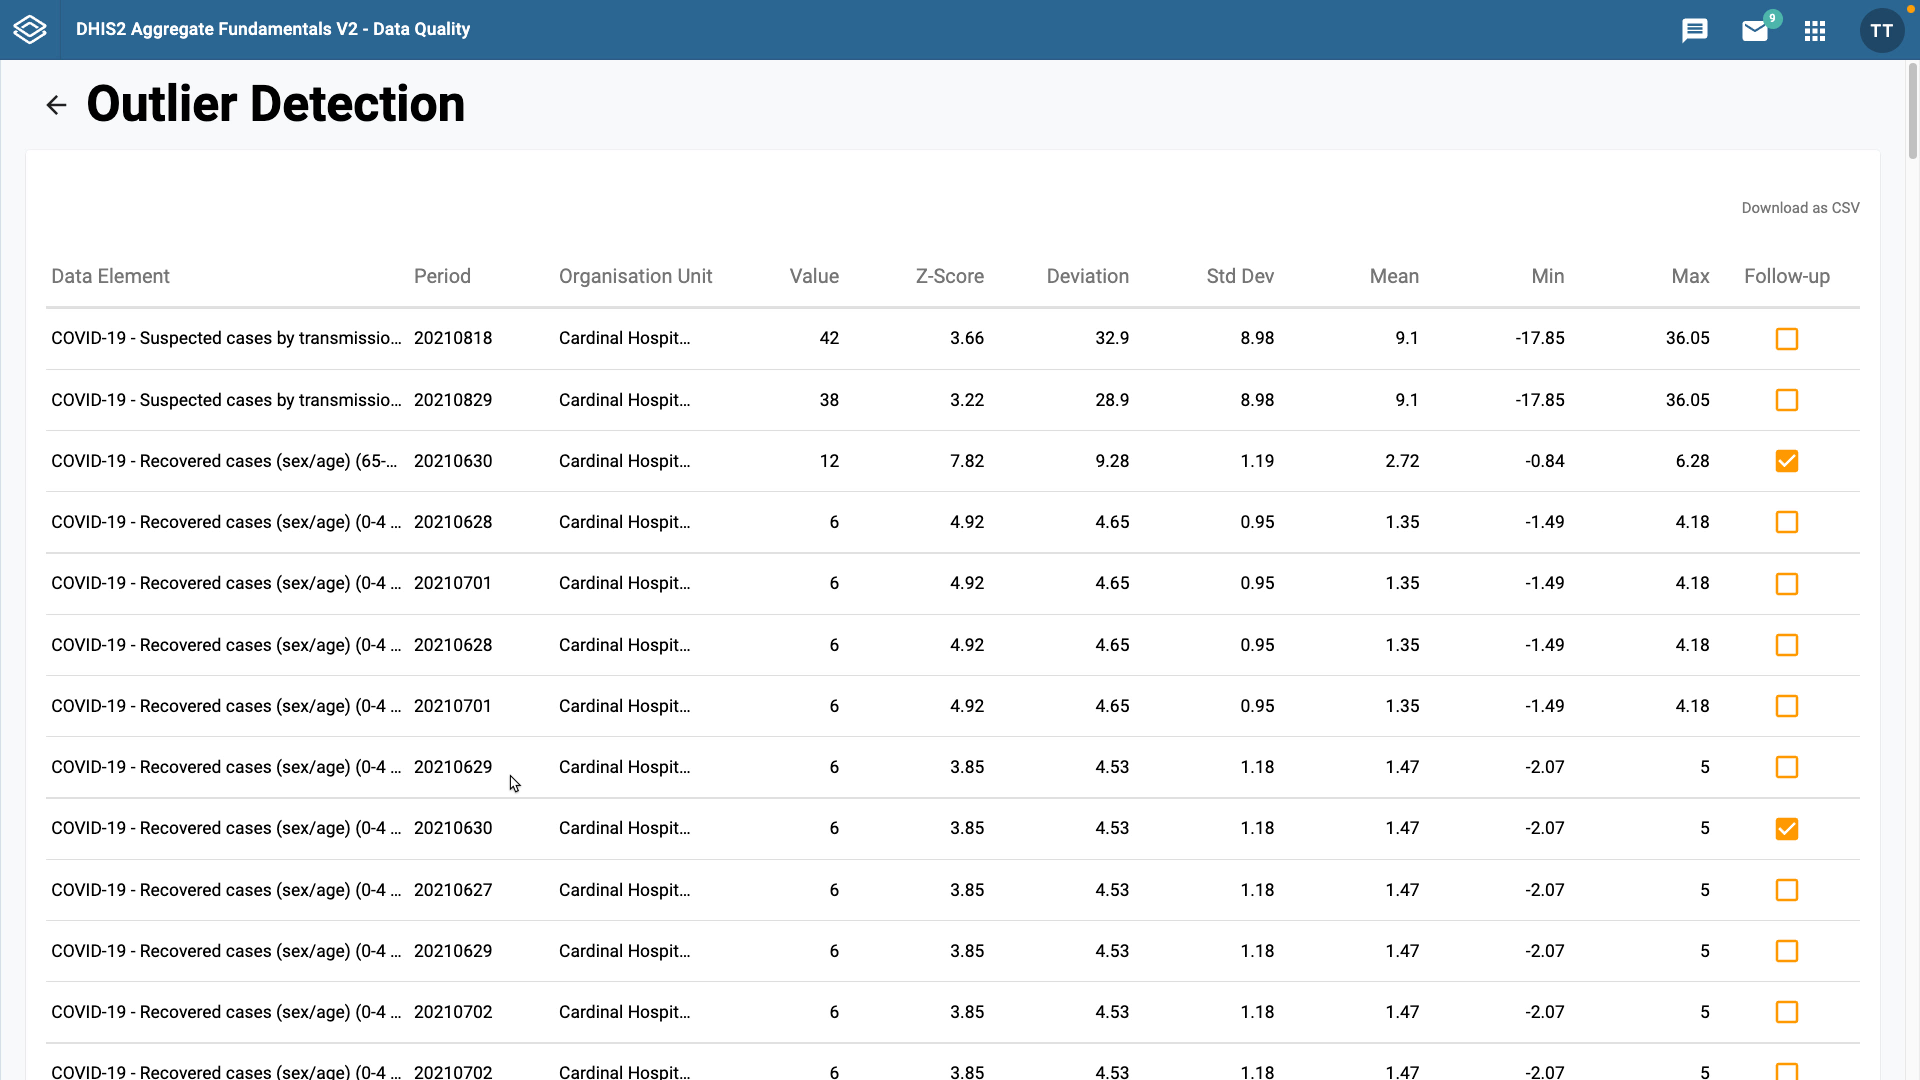 DHIS2 Aggregate Fundamentals V2 - Data Quality
9
TT
Outlier Detection
Download as CSV
Data Element Period Organisation Unit Value Z-Score Deviation Std Dev Mean Min Max Follow-up
COVID-19 - Suspected cases by transmissio... 20210818 Cardinal Hospit... 42 3.66 32.9 8.98 9.1 -17.85 36.05
COVID-19 - Suspected cases by transmissio... 20210829 Cardinal Hospit... 38 3.22 28.9 8.98 9.1 -17.85 36.05
COVID-19 - Recovered cases (sex/age) (65-... 20210630 Cardinal Hospit... 12 7.82 9.28 1.19 2.72 -0.84 6.28
COVID-19 - Recovered cases (sex/age) (0-4 ... 20210628 Cardinal Hospit... 6 4.92 4.65 0.95 1.35 -1.49 4.18
COVID-19 - Recovered cases (sex/age) (0-4 ... 20210701 Cardinal Hospit... 6 4.92 4.65 0.95 1.35 -1.49 4.18
COVID-19 - Recovered cases (sex/age) (0-4 ... 20210628 Cardinal Hospit... 6 4.92 4.65 0.95 1.35 -1.49 4.18
COVID-19 - Recovered cases (sex/age) (0-4 ... 20210701 Cardinal Hospit... 6 4.92 4.65 0.95 1.35 -1.49 4.18
COVID-19 - Recovered cases (sex/age) (0-4 ... 20210629 Cardinal Hospit... 6 3.85 4.53 1.18 1.47 -2.07 5
COVID-19 - Recovered cases (sex/age) (0-4 ... 20210630 Cardinal Hospit... 6 3.85 4.53 1.18 1.47 -2.07 5
COVID-19 - Recovered cases (sex/age) (0-4 ... 20210627 Cardinal Hospit... 6 3.85 4.53 1.18 1.47 -2.07 5
COVID-19 - Recovered cases (sex/age) (0-4 ... 20210629 Cardinal Hospit... 6 3.85 4.53 1.18 1.47 -2.07 5
COVID-19 - Recovered cases (sex/age) (0-4 ... 20210702 Cardinal Hospit... 6 3.85 4.53 1.18 1.47 -2.07 5
COVID-19 - Recovered cases (sex/age) (0-4 ... 20210702 Cardinal Hospit... 6 3.85 4.53 1.18 1.47 -2.07 5